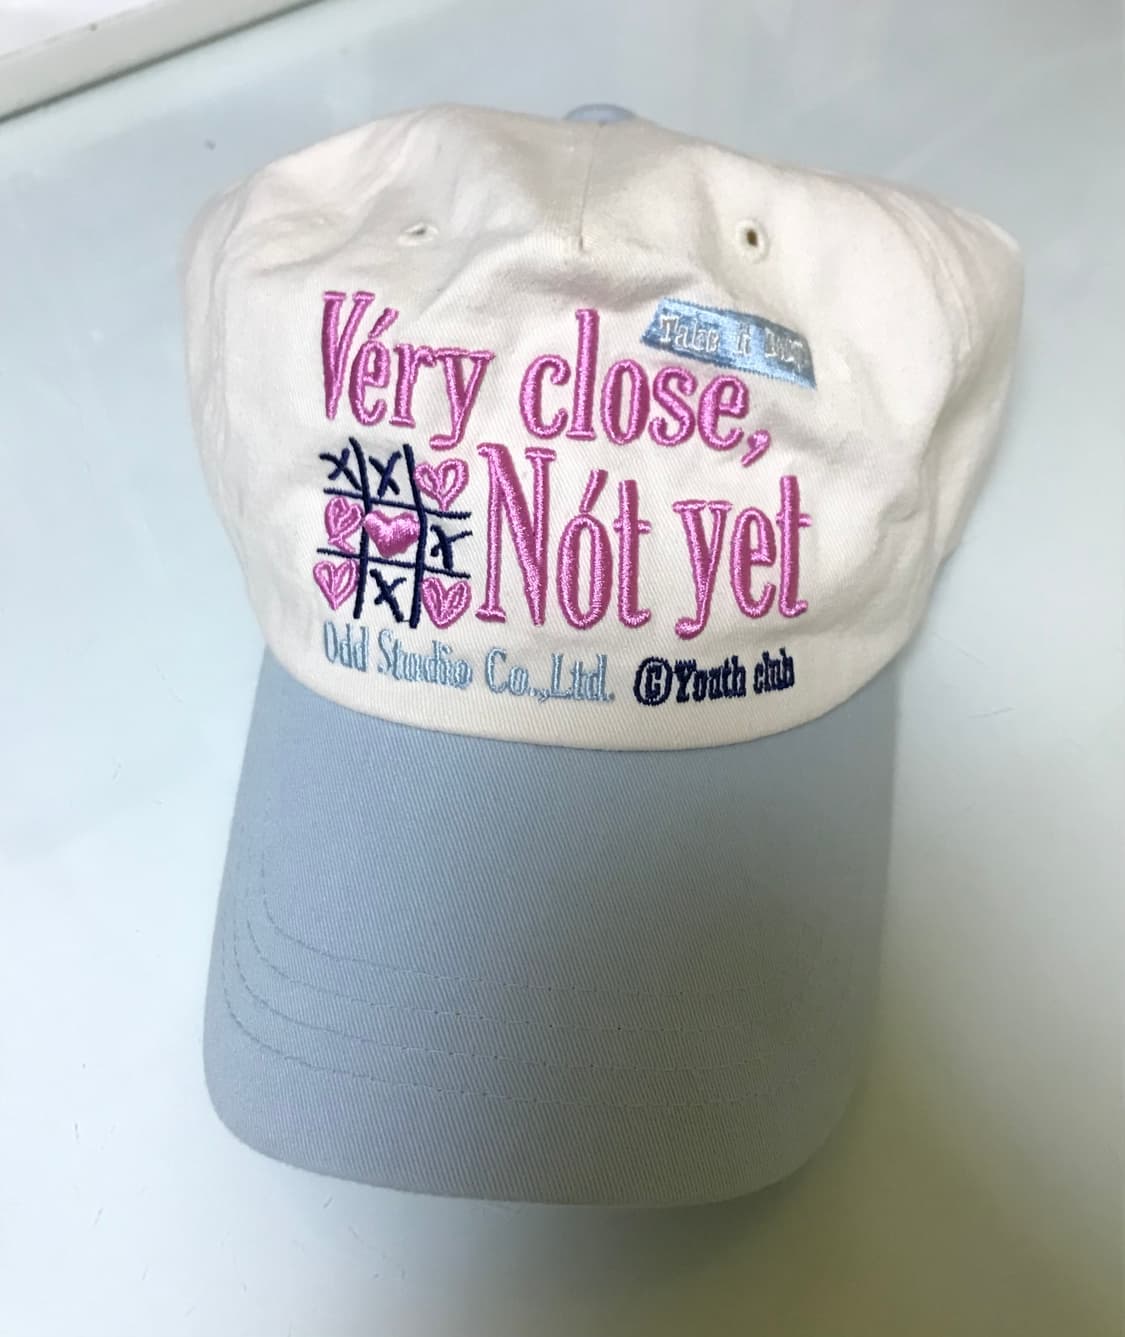 Take it
Véry close,
X X
X
X
Nót yet
Odd Studio Co.,Ltd. ©Youth club